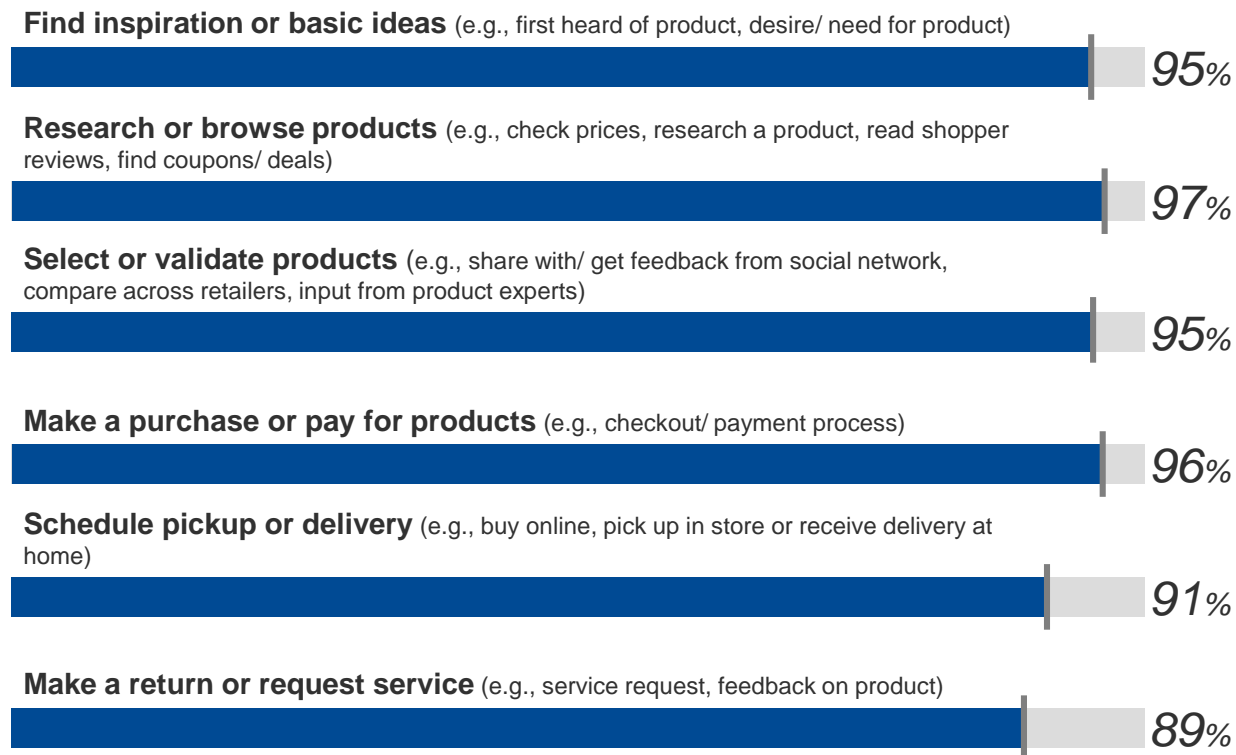 Find inspiration or basic ideas (e.g., first heard of product, desire/ need for product)
95%
Research or browse products (e.g., check prices, research a product, read shopper
reviews, find coupons/ deals)
97%
Select or validate products (e.g., share with/ get feedback from social network,
compare across retailers, input from product experts)
95%
Make a purchase or pay for products (e.g., checkout/ payment process)
96%
Schedule pickup or delivery (e.g., buy online, pick up in store or receive delivery at
home)
91%
Make a return or request service (e.g., service request, feedback on product)
89%